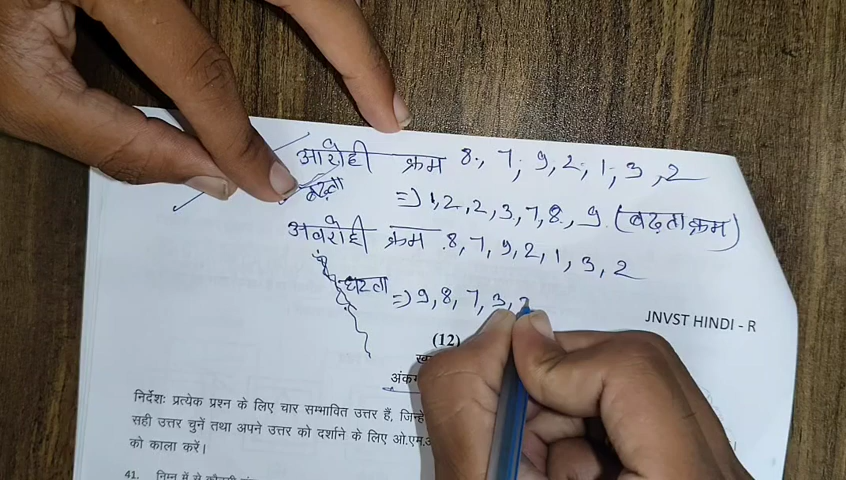 आरोही क्रम 8, 7, 9, 2, 1, 3, 2
बढ़ता
=> 1, 2, 2, 3, 7, 8, 9 (बढ़ता क्रम)
अवरोही क्रम 8, 7, 9, 2, 1, 3, 2
घटता => 9, 8, 7, 3, 2
JNVST HINDI - R
(12)
निर्देशः प्रत्येक प्रश्न के लिए चार सम्भावित उत्तर हैं, जिन्हें
सही उत्तर चुनें तथा अपने उत्तर को दर्शाने के लिए ओ.एम.
को काला करें।
41. निम्न में से कौनसी